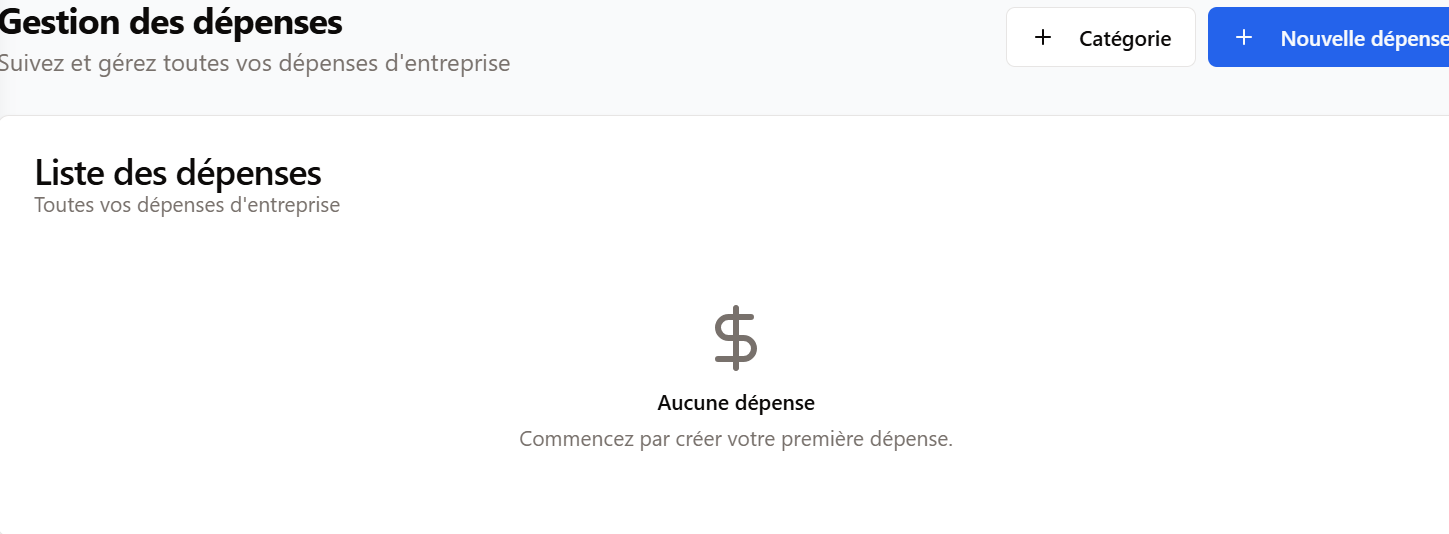 Gestion des dépenses
Suivez et gérez toutes vos dépenses d'entreprise
+ Catégorie
+ Nouvelle dépense
Liste des dépenses
Toutes vos dépenses d'entreprise
$
Aucune dépense
Commencez par créer votre première dépense.